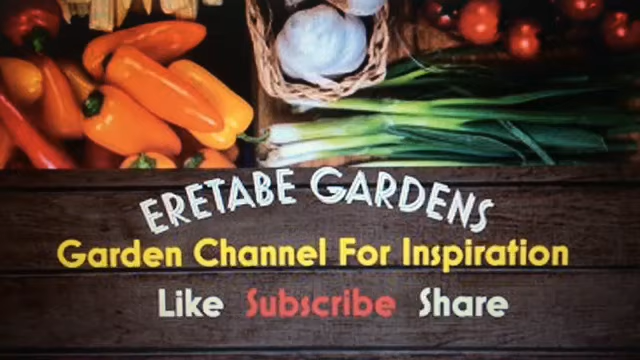 ERETABE GARDENS
Garden Channel For Inspiration
Like Subscribe Share